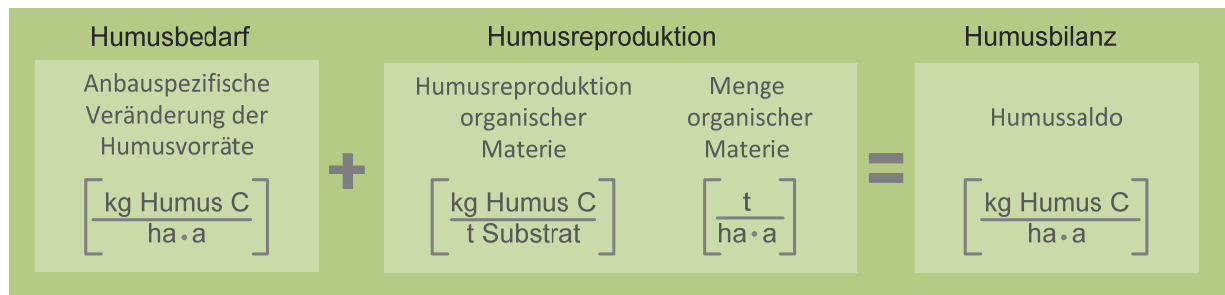 Humusbedarf
Anbauspezifische
Veränderung der
Humusvorräte
kg Humus C
ha • a
+
Humusreproduktion
Humusreproduktion
organischer
Materie
kg Humus C
t Substrat
Menge
organischer
Materie
t
ha • a
=
Humusbilanz
Humussaldo
kg Humus C
ha • a